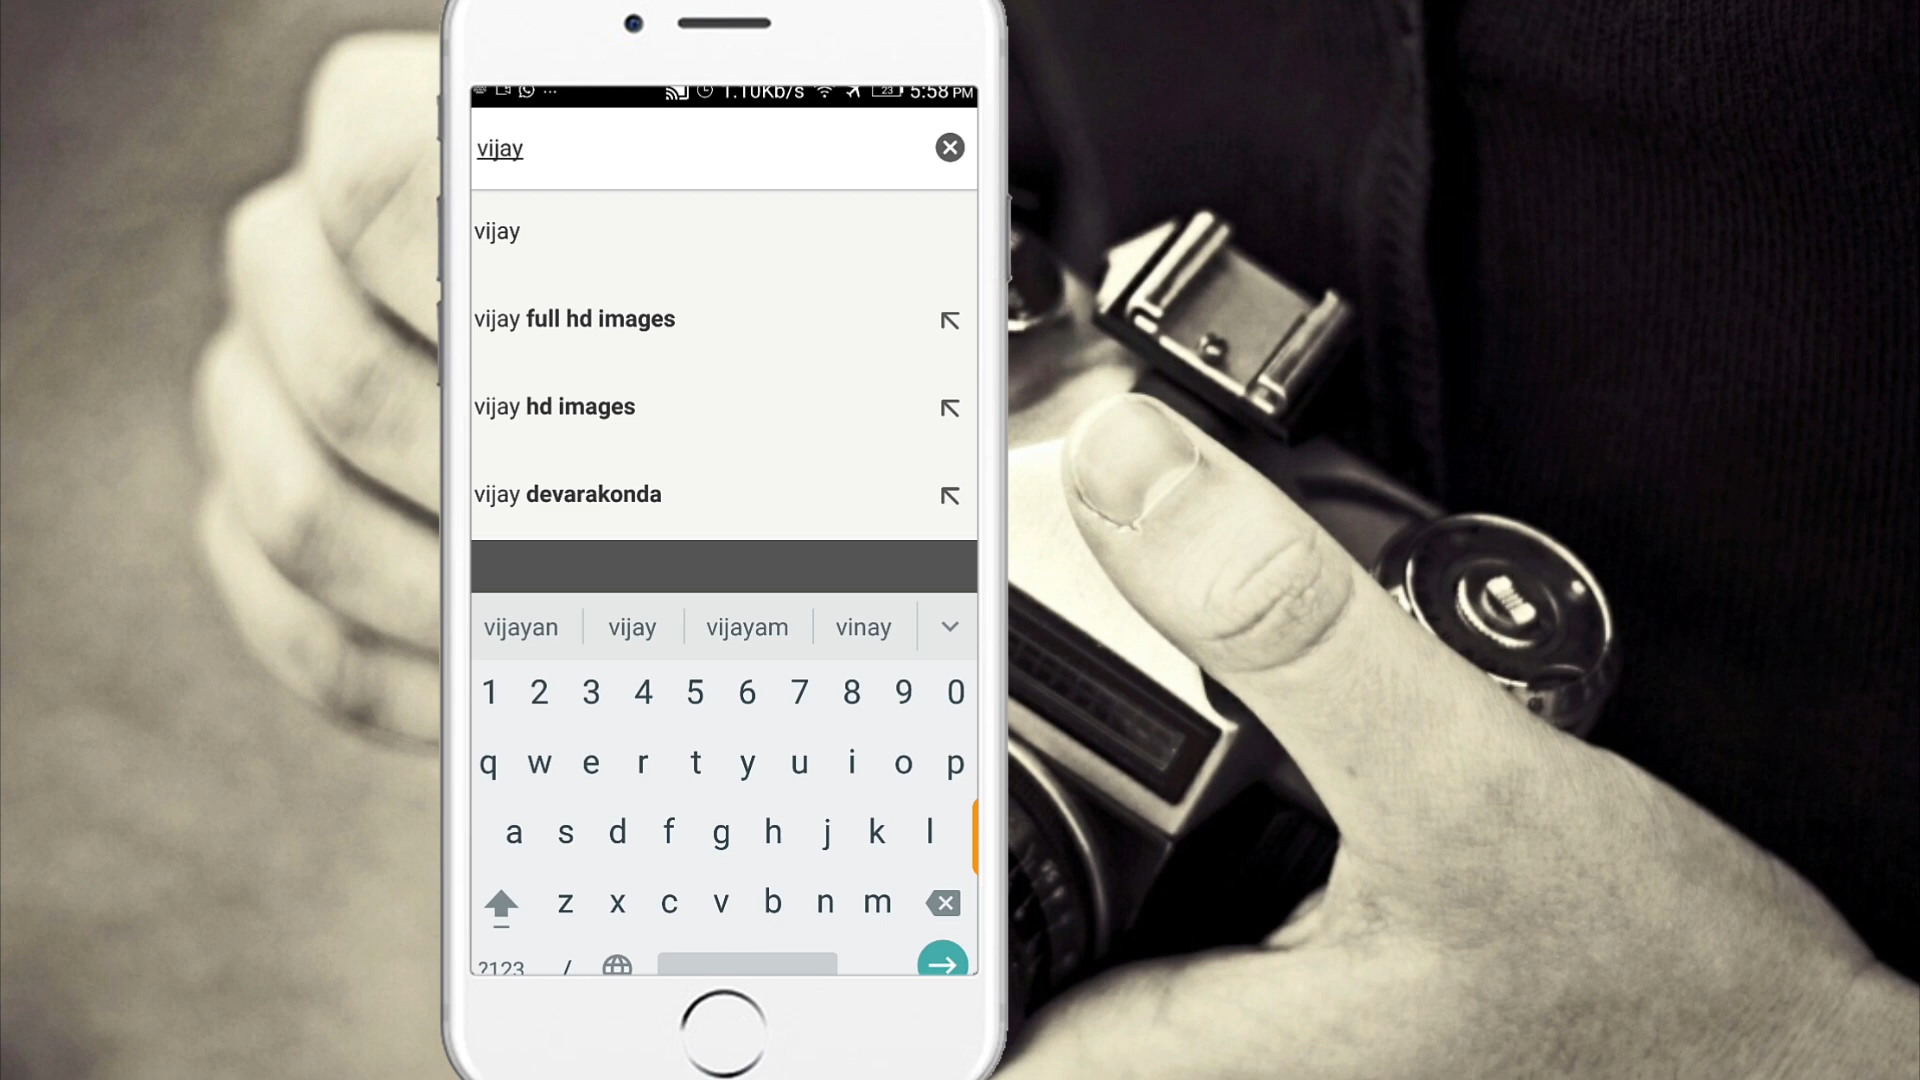 1.10Kb/s 23 5:58 PM
vijay
vijay
vijay full hd images
vijay hd images
vijay devarakonda
vijayan vijay vijayam vinay
1 2 3 4 5 6 7 8 9 0
q w e r t y u i o p
a s d f g h j k l
z x c v b n m
?123 /